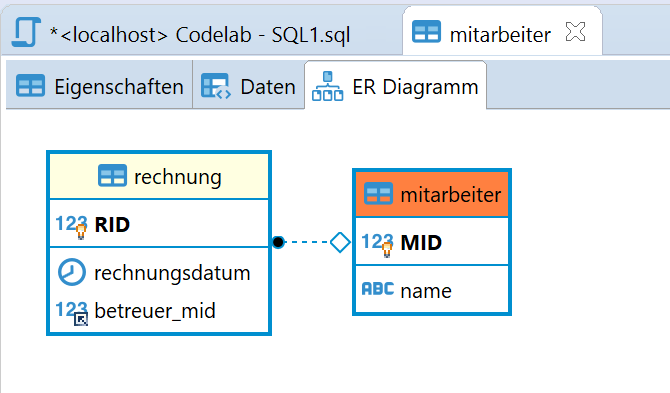 *<localhost> Codelab - SQL1.sql mitarbeiter
Eigenschaften Daten ER Diagramm
rechnung
123 RID
rechnungsdatum
123 betreuer_mid
mitarbeiter
123 MID
ABC name